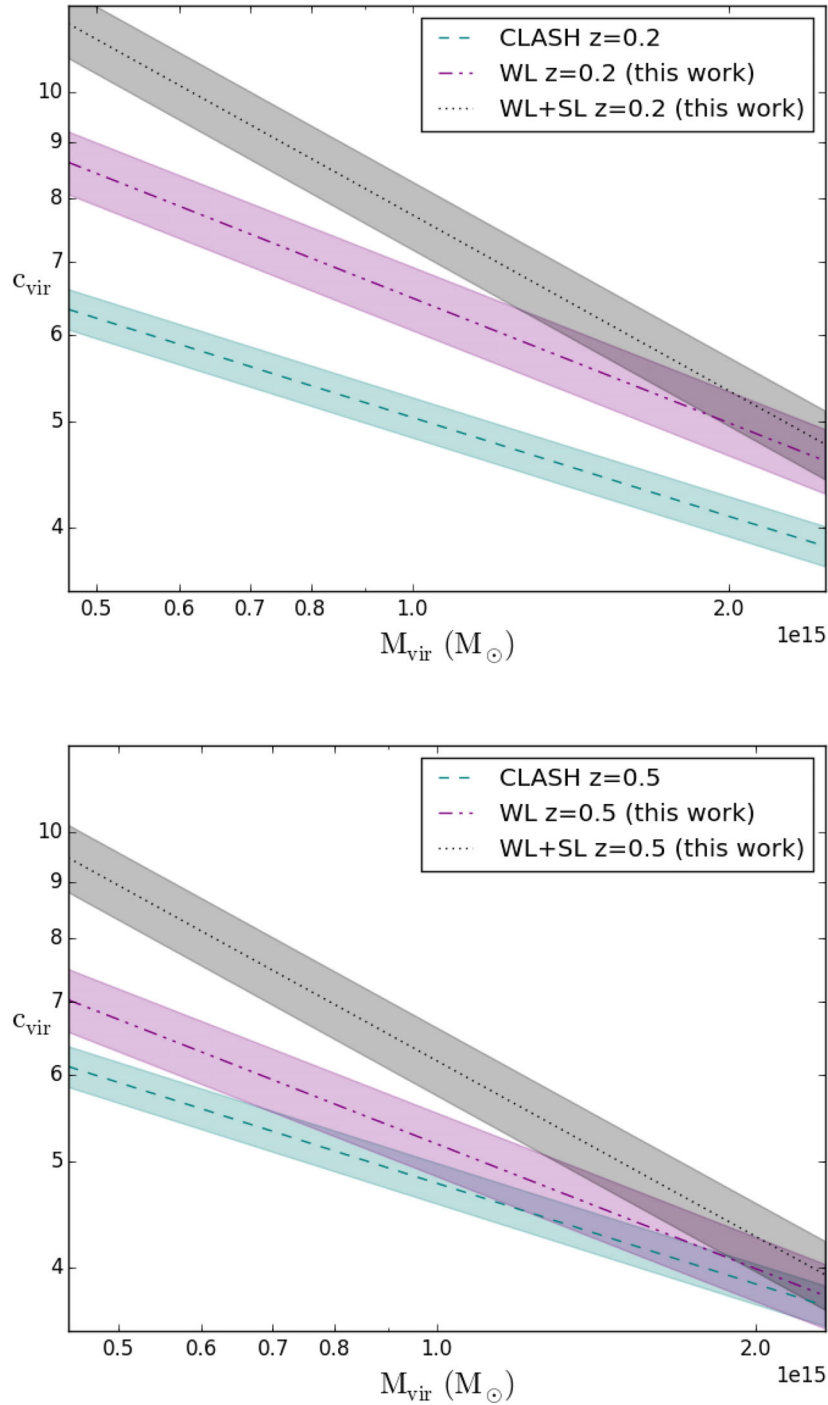 CLASH z=0.2
WL z=0.2 (this work)
WL+SL z=0.2 (this work)
10
9
8
7
c_vir
6
5
4
0.5 0.6 0.7 0.8 1.0 2.0
1e15
M_vir (M_⊙)
CLASH z=0.5
WL z=0.5 (this work)
WL+SL z=0.5 (this work)
10
9
8
7
c_vir
6
5
4
0.5 0.6 0.7 0.8 1.0 2.0
1e15
M_vir (M_⊙)